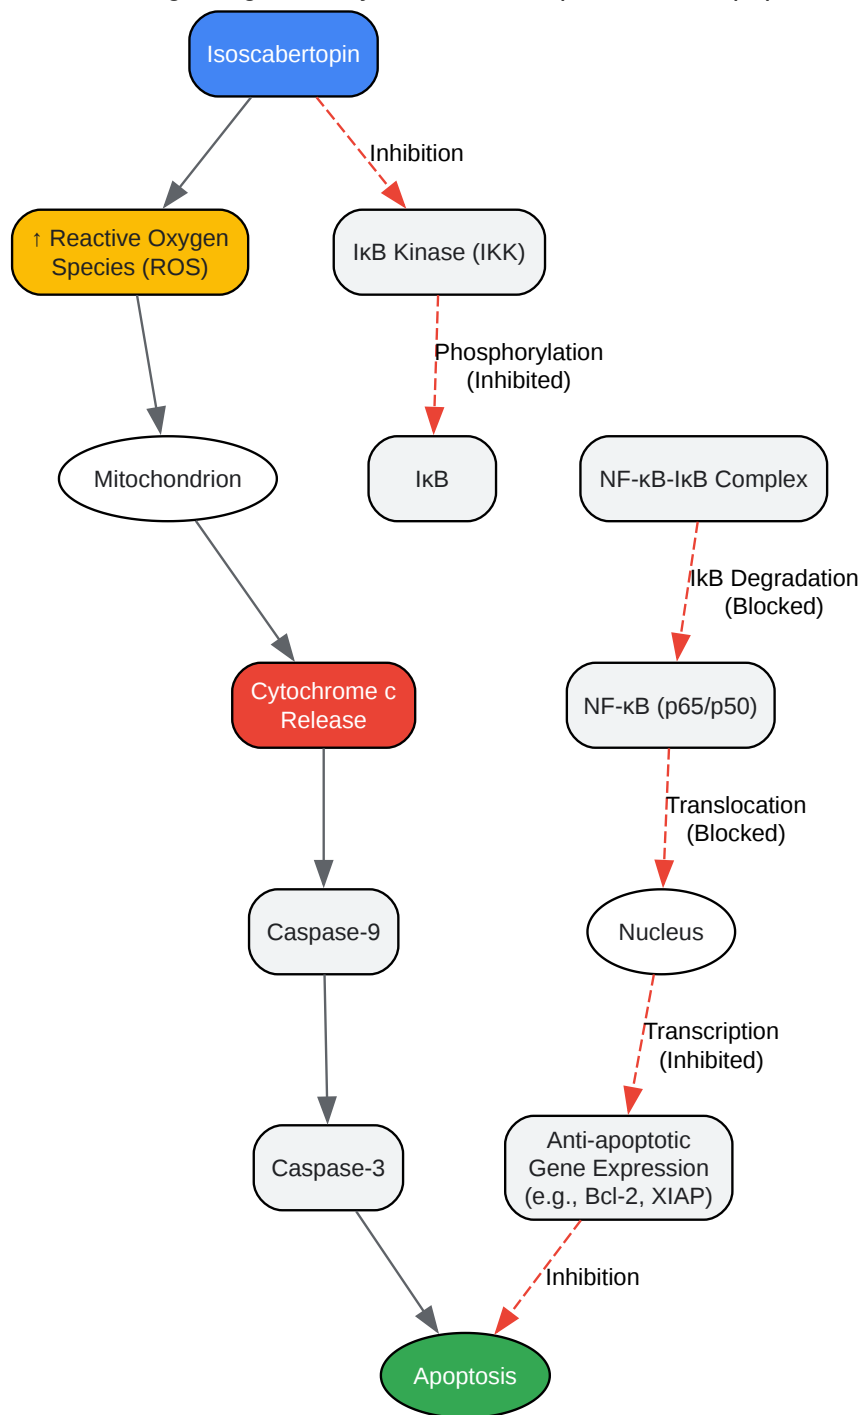 Isoscabertopin
Inhibition
↑ Reactive Oxygen
Species (ROS)
IκB Kinase (IKK)
Phosphorylation
(Inhibited)
Mitochondrion
IκB
NF-κB-IκB Complex
IkB Degradation
(Blocked)
Cytochrome c
Release
NF-κB (p65/p50)
Translocation
(Blocked)
Caspase-9
Nucleus
Transcription
(Inhibited)
Caspase-3
Anti-apoptotic
Gene Expression
(e.g., Bcl-2, XIAP)
Inhibition
Apoptosis